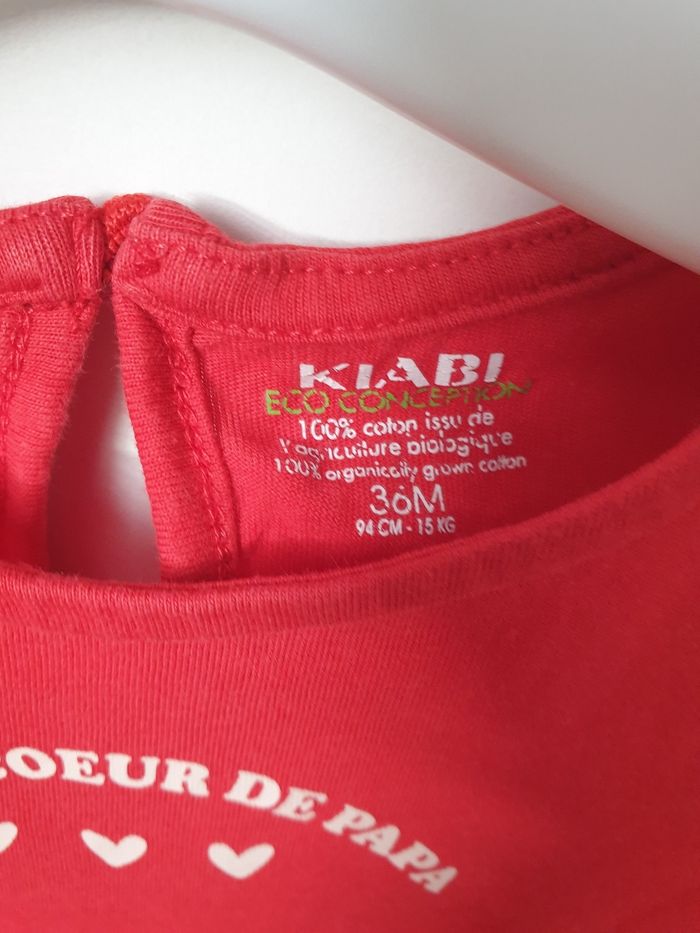 KIABI
ECO CONCEPTION
100% coton issu de
l'agriculture biologique
100% organically grown cotton
36M
94 CM - 15 KG
COEUR DE PAPA